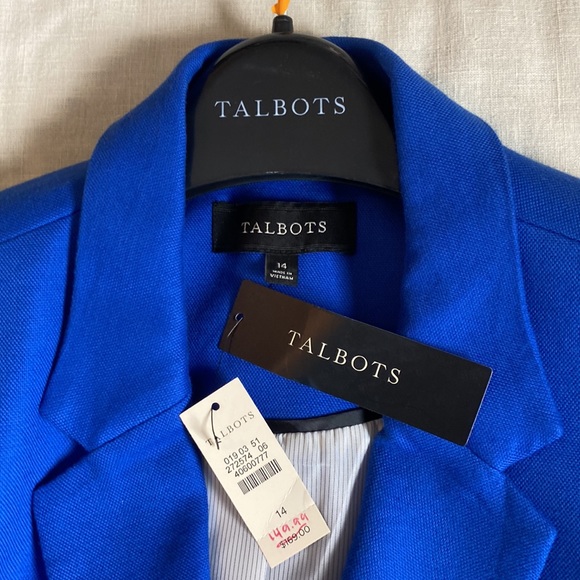 TALBOTS
TALBOTS
14
MADE IN
VIETNAM
TALBOTS
TALBOTS
019 03 51
272574 06
40600777
14
149.99
$169.00